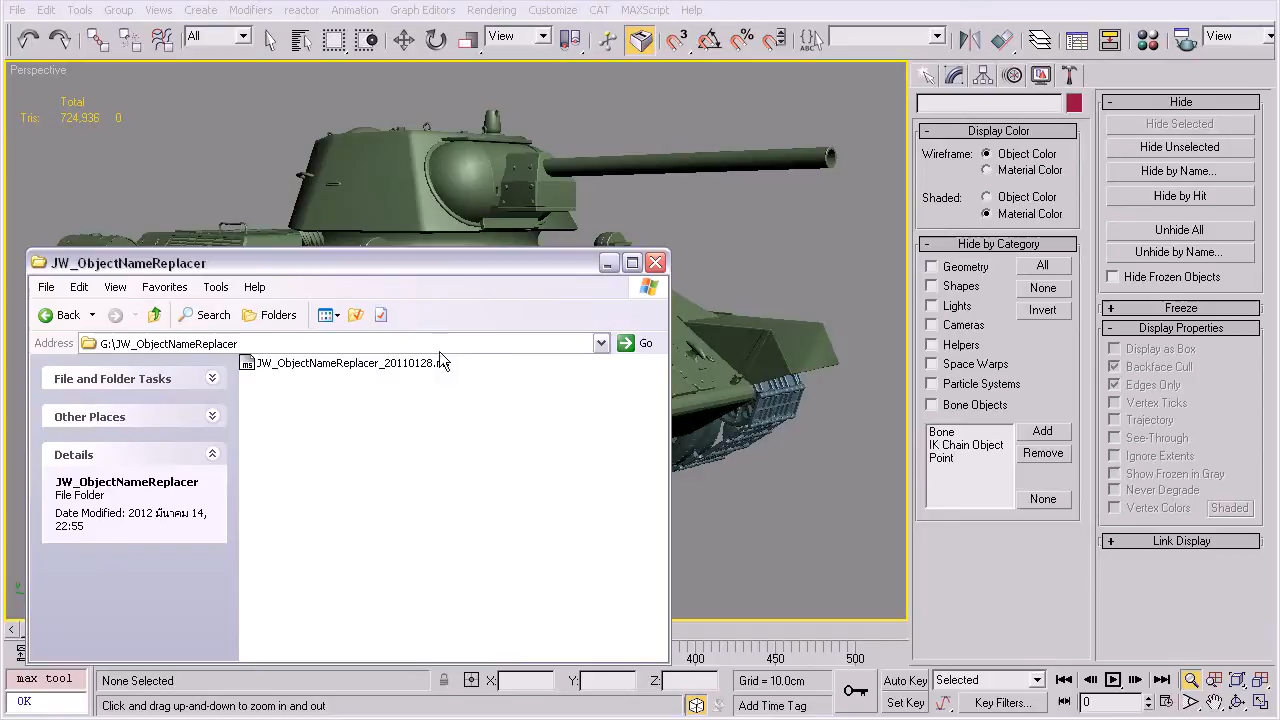 File Edit Tools Group Views Create Modifiers reactor Animation Graph Editors Rendering Customize CAT MAXScript Help
All
View
3
%
ABC
View
Perspective
Total
Tris: 724,936 0
JW_ObjectNameReplacer
File Edit View Favorites Tools Help
Back Search Folders
Address G:\JW_ObjectNameReplacer Go
JW_ObjectNameReplacer_20110128
File and Folder Tasks
Other Places
Details
JW_ObjectNameReplacer
File Folder
Date Modified: 2012 มีนาคม 14,
22:55
- Display Color
Wireframe: Object Color
Material Color
Shaded: Object Color
Material Color
- Hide by Category
Geometry All
Shapes None
Lights
Cameras Invert
Helpers
Space Warps
Particle Systems
Bone Objects
Bone
IK Chain Object
Point
Add
Remove
None
- Hide
Hide Selected
Hide Unselected
Hide by Name...
Hide by Hit
Unhide All
Unhide by Name...
Hide Frozen Objects
+ Freeze
- Display Properties
Display as Box
Backface Cull
Edges Only
Vertex Ticks
Trajectory
See-Through
Ignore Extents
Show Frozen in Gray
Never Degrade
Vertex Colors Shaded
+ Link Display
400 450 500
max tool
OK
None Selected X: Y: Z: Grid = 10.0cm Auto Key Selected
Click and drag up-and-down to zoom in and out Add Time Tag Set Key Key Filters... 0